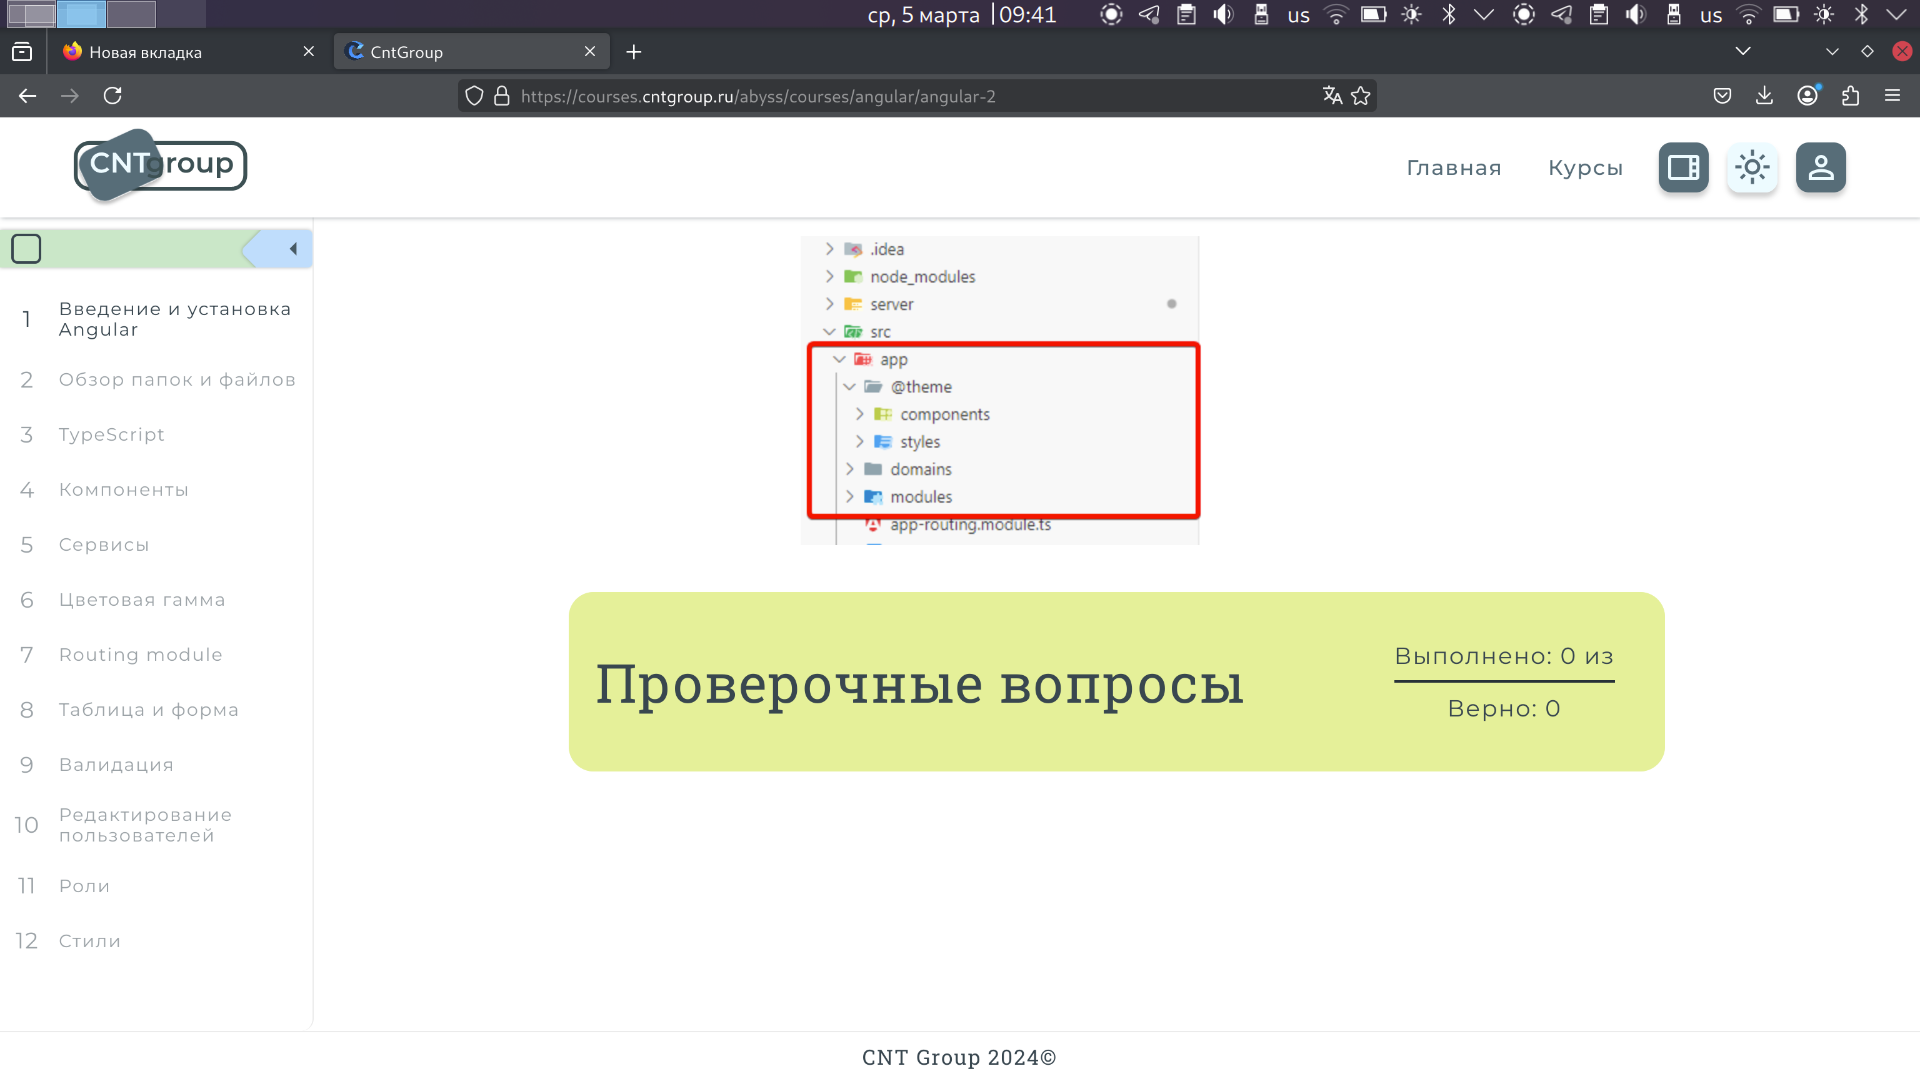 ср, 5 марта | 09:41 us us
Новая вкладка
CntGroup
https://courses.cntgroup.ru/abyss/courses/angular/angular-2
CNTgroup
Главная
Курсы
1 Введение и установка
Angular
2 Обзор папок и файлов
3 TypeScript
4 Компоненты
5 Сервисы
6 Цветовая гамма
7 Routing module
8 Таблица и форма
9 Валидация
10 Редактирование
пользователей
11 Роли
12 Стили
.idea
node_modules
server
src
app
@theme
components
styles
domains
modules
app-routing.module.ts
Проверочные вопросы
Выполнено: 0 из
Верно: 0
CNT Group 2024©